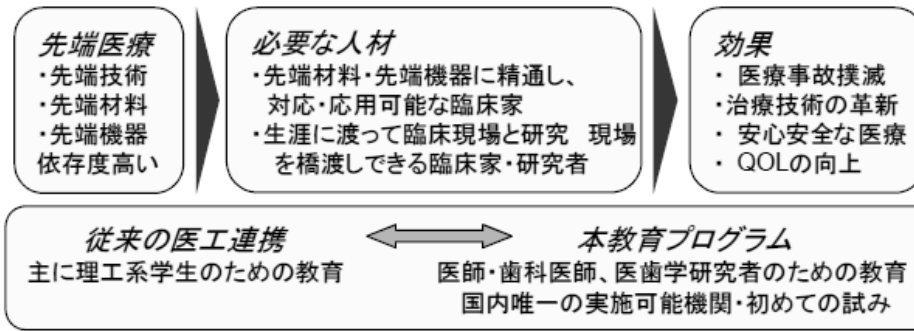 先端医療
・先端技術
・先端材料
・先端機器
依存度高い
必要な人材
・先端材料・先端機器に精通し、
対応・応用可能な臨床家
・生涯に渡って臨床現場と研究 現場
を橋渡しできる臨床家・研究者
効果
・ 医療事故撲滅
・治療技術の革新
・ 安心安全な医療
・ QOLの向上
従来の医工連携
主に理工系学生のための教育
本教育プログラム
医師・歯科医師、医歯学研究者のための教育
国内唯一の実施可能機関・初めての試み